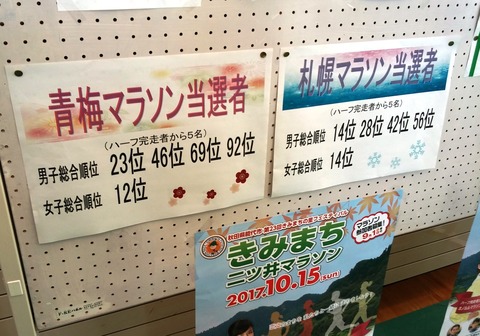 青梅マラソン当選者
(ハーフ完走者から5名)
男子総合順位 23位 46位 69位 92位
女子総合順位 12位
札幌マラソン当選者
(ハーフ完走者から5名)
男子総合順位 14位 28位 42位 56位
女子総合順位 14位
きみまち
二ツ井マラソン
2017.10.15(sun)
マラソン